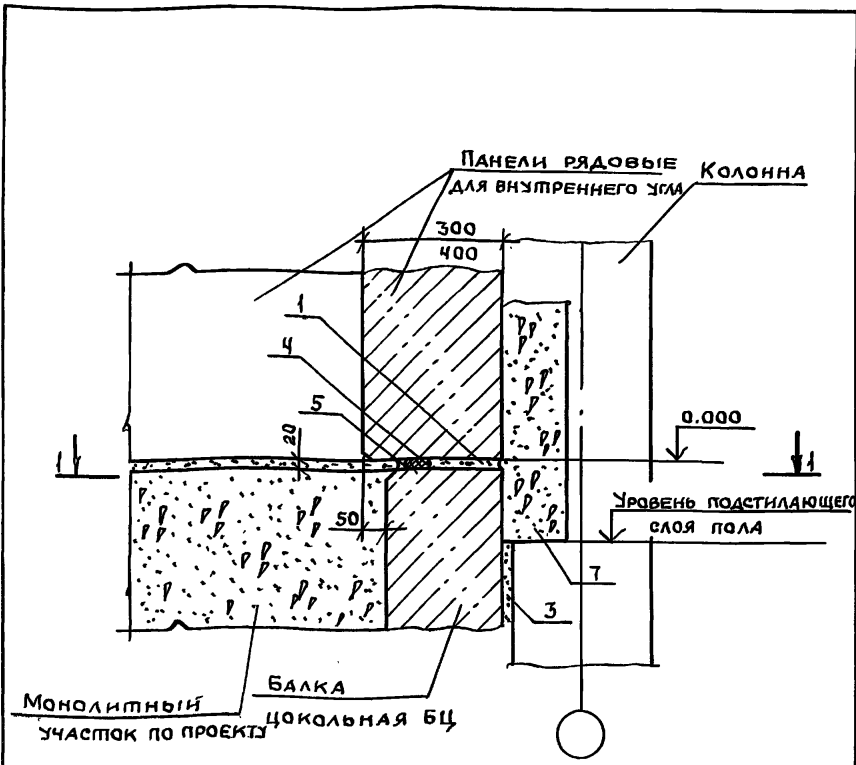 Панели рядовые
для внутреннего угла
Колонна
300
400
1
4
5
20
0.000
1
1
Уровень подстилающего
слоя пола
50
7
3
Монолитный
участок по проекту
Балка
цокольная БЦ